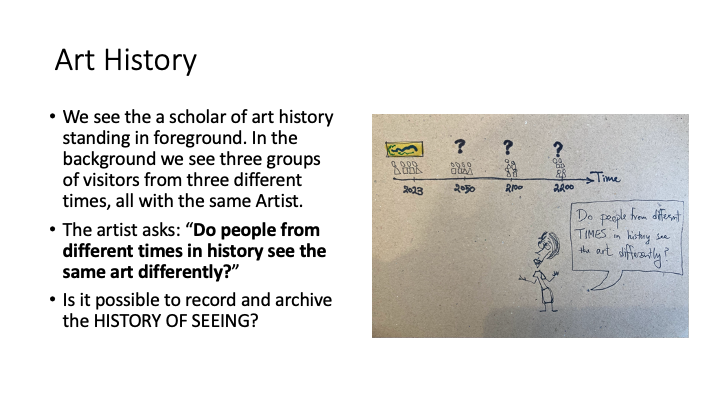 Art History
• We see the a scholar of art history
standing in foreground. In the
background we see three groups
of visitors from three different
times, all with the same Artist.
• The artist asks: “Do people from
different times in history see the
same art differently?”
• Is it possible to record and archive
the HISTORY OF SEEING?
? ? ?
Time
2023 2050 2100 2200
Do people from different
TIMES in history see
the art differently?